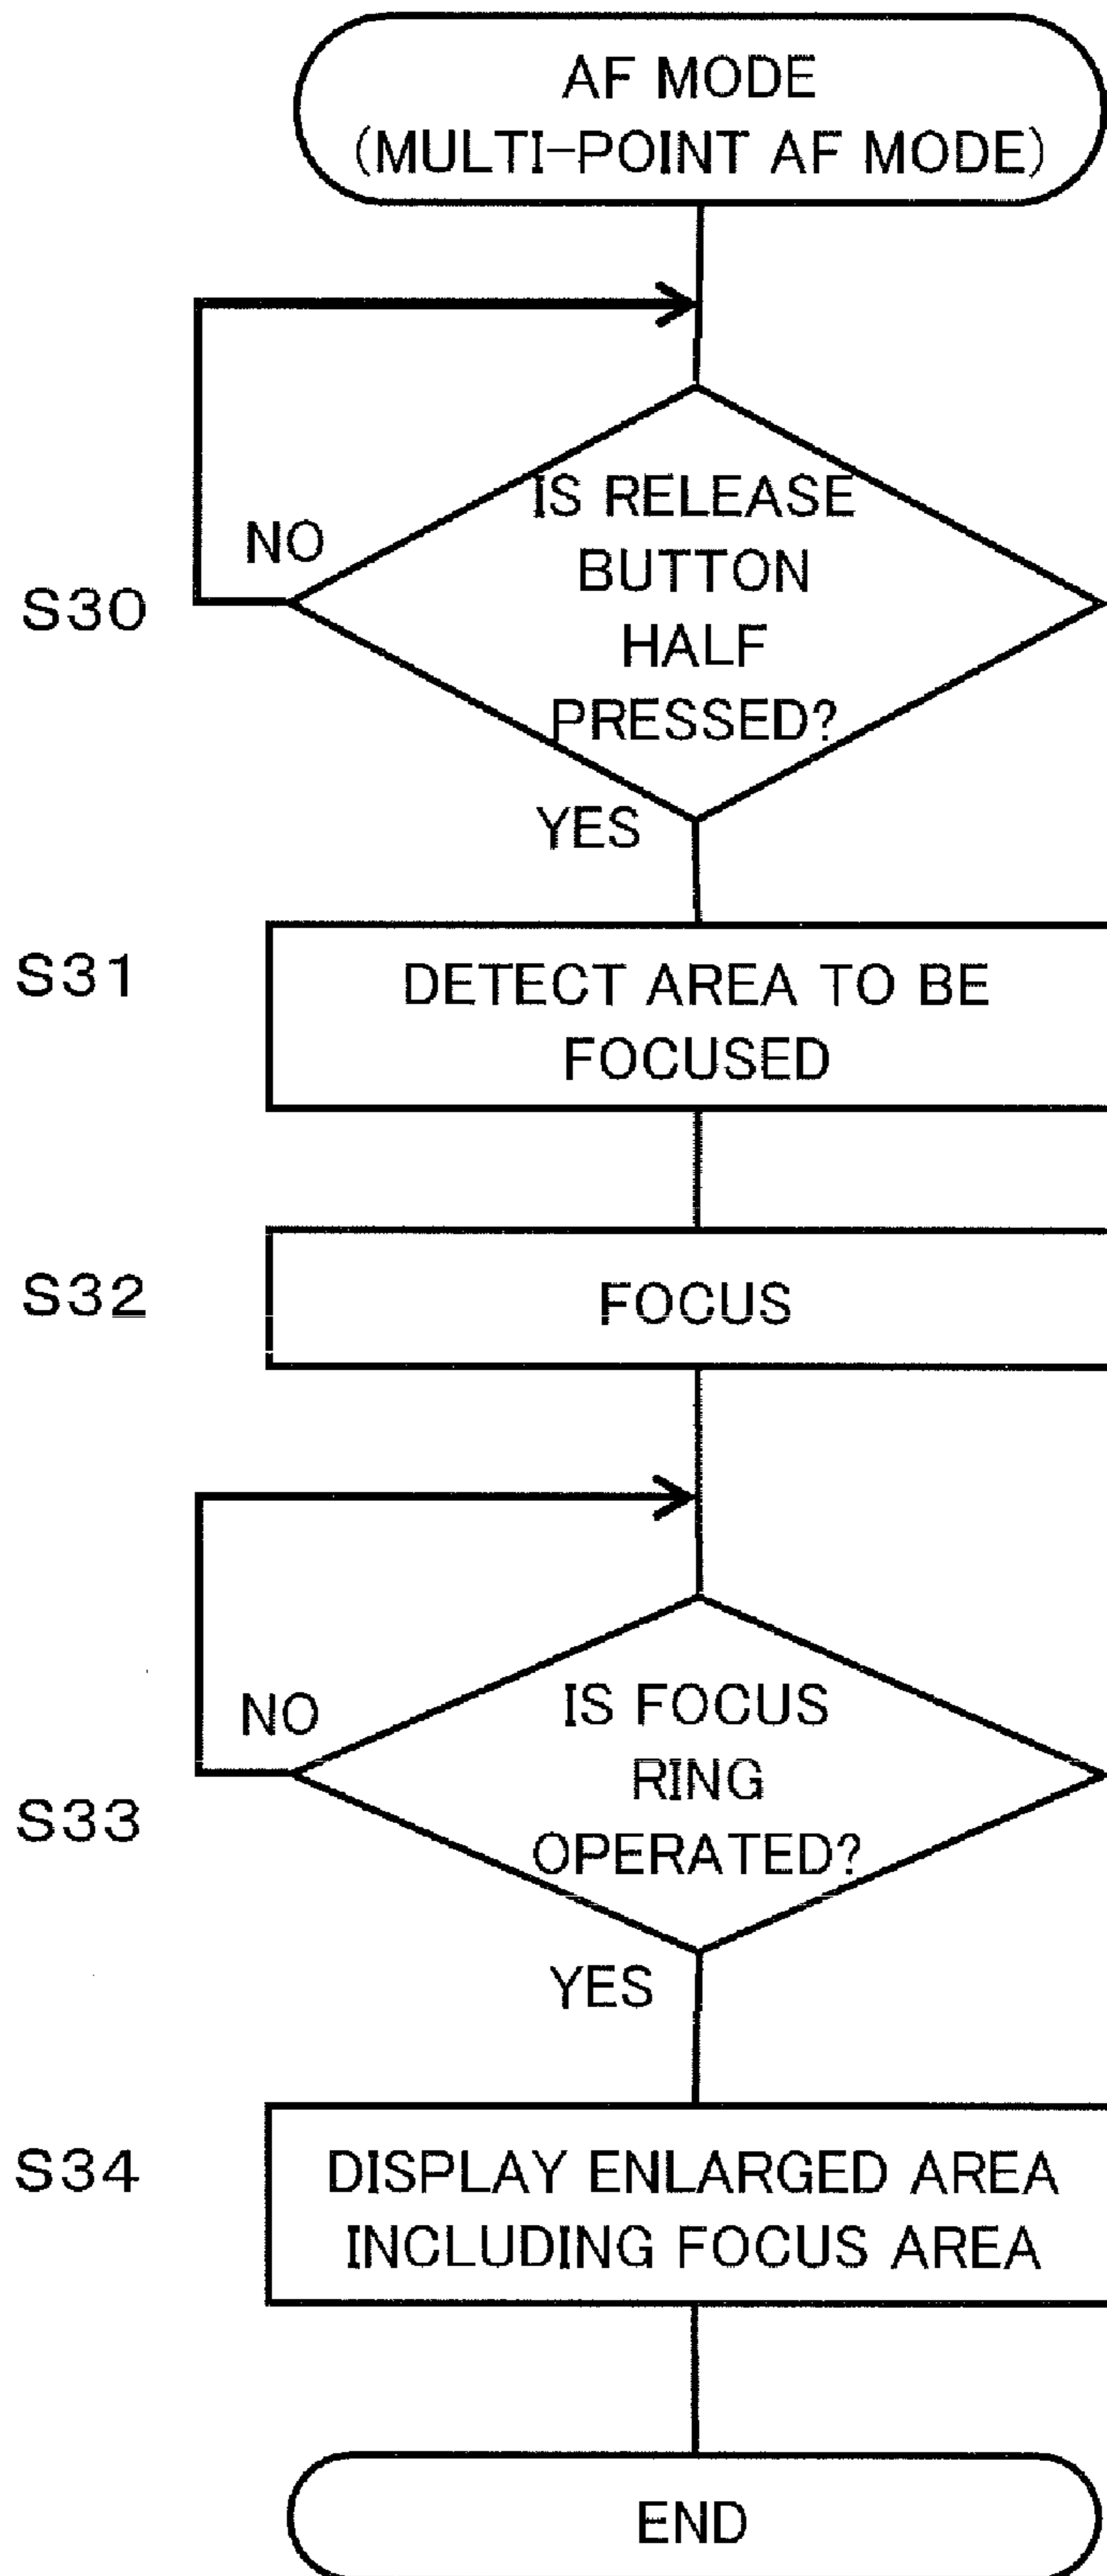 AF MODE
(MULTI-POINT AF MODE)
IS RELEASE
BUTTON
HALF
PRESSED?
NO
S30
YES
S31
DETECT AREA TO BE
FOCUSED
S32
FOCUS
IS FOCUS
RING
OPERATED?
NO
S33
YES
S34
DISPLAY ENLARGED AREA
INCLUDING FOCUS AREA
END